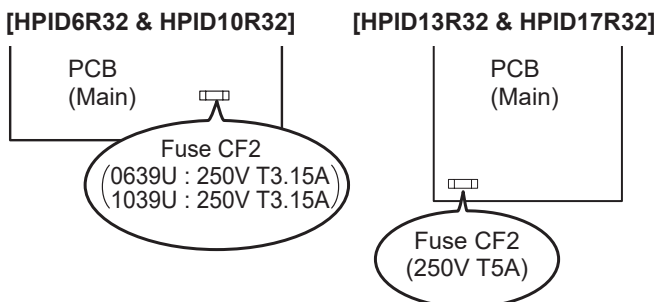 [HPID6R32 & HPID10R32]
PCB
(Main)
Fuse CF2
(0639U : 250V T3.15A
1039U : 250V T3.15A)
[HPID13R32 & HPID17R32]
PCB
(Main)
Fuse CF2
(250V T5A)